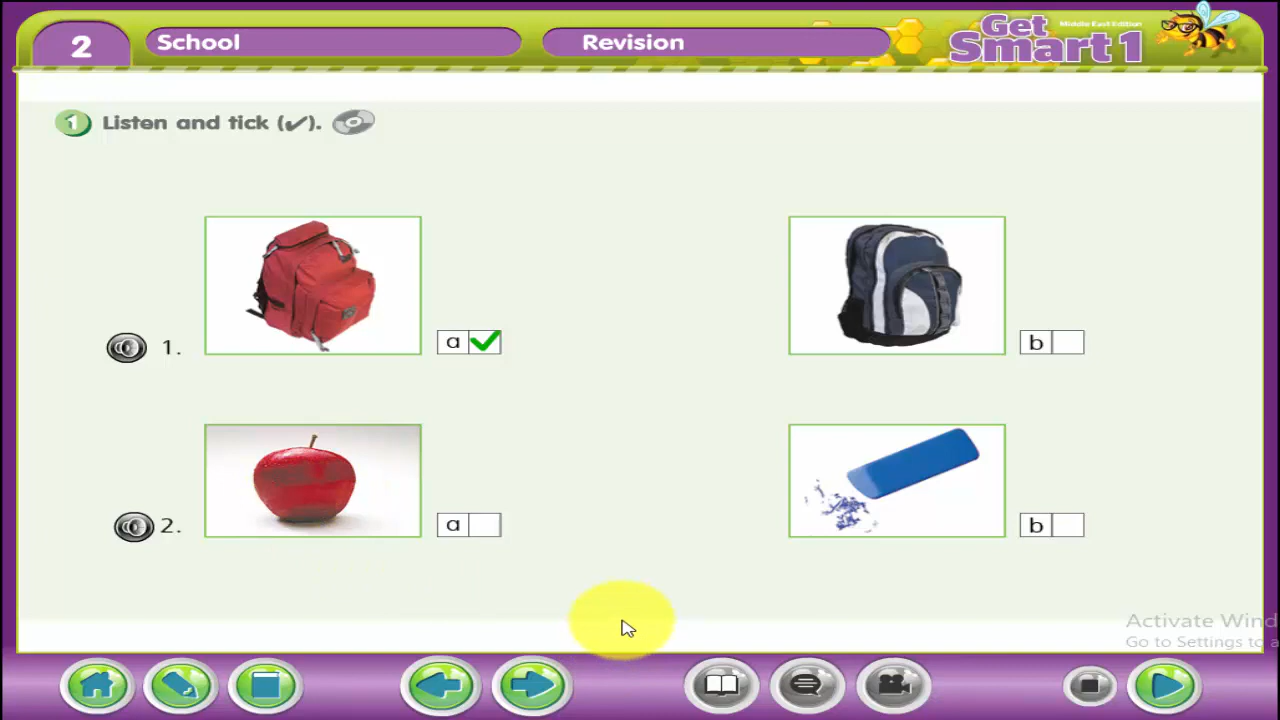 2 School Revision Get Smart 1 Middle East Edition
1 Listen and tick (✓).
1. a ✓ b
2. a b
Activate Wind
Go to Settings to a